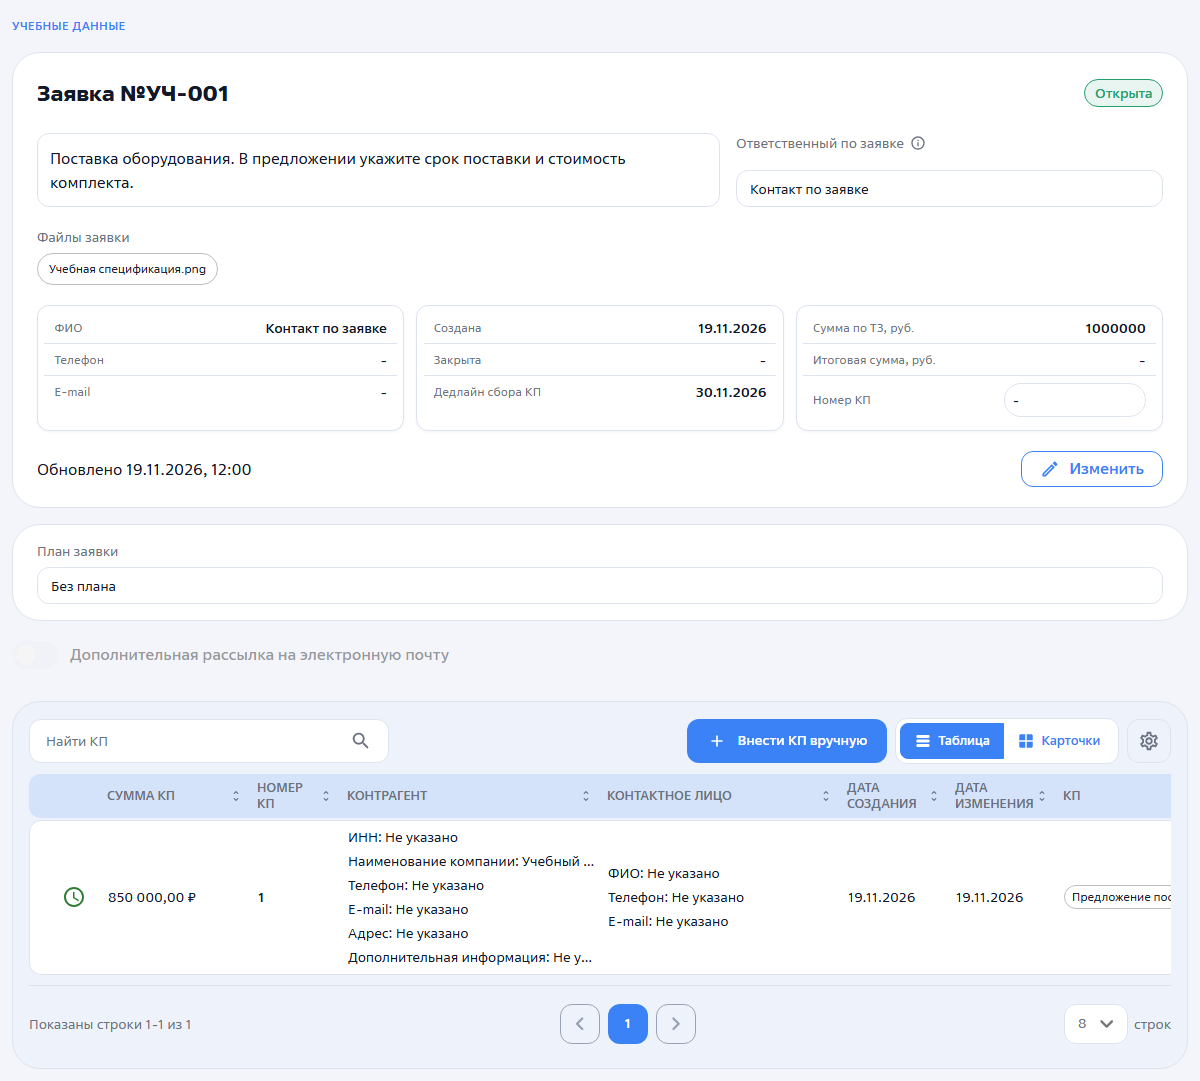 УЧЕБНЫЕ ДАННЫЕ
Заявка №УЧ-001
Открыта
Поставка оборудования. В предложении укажите срок поставки и стоимость
комплекта.
Ответственный по заявке
Контакт по заявке
Файлы заявки
Учебная спецификация.png
ФИО Контакт по заявке
Телефон -
E-mail -
Создана 19.11.2026
Закрыта -
Дедлайн сбора КП 30.11.2026
Сумма по ТЗ, руб. 1000000
Итоговая сумма, руб. -
Номер КП -
Обновлено 19.11.2026, 12:00
Изменить
План заявки
Без плана
Дополнительная рассылка на электронную почту
Найти КП
Внести КП вручную
Таблица
Карточки
СУММА КП
НОМЕР
КП
КОНТРАГЕНТ
КОНТАКТНОЕ ЛИЦО
ДАТА
СОЗДАНИЯ
ДАТА
ИЗМЕНЕНИЯ
КП
850 000,00 ₽
1
ИНН: Не указано
Наименование компании: Учебный ...
Телефон: Не указано
E-mail: Не указано
Адрес: Не указано
Дополнительная информация: Не у...
ФИО: Не указано
Телефон: Не указано
E-mail: Не указано
19.11.2026
19.11.2026
Предложение пос
Показаны строки 1-1 из 1
1
8
строк